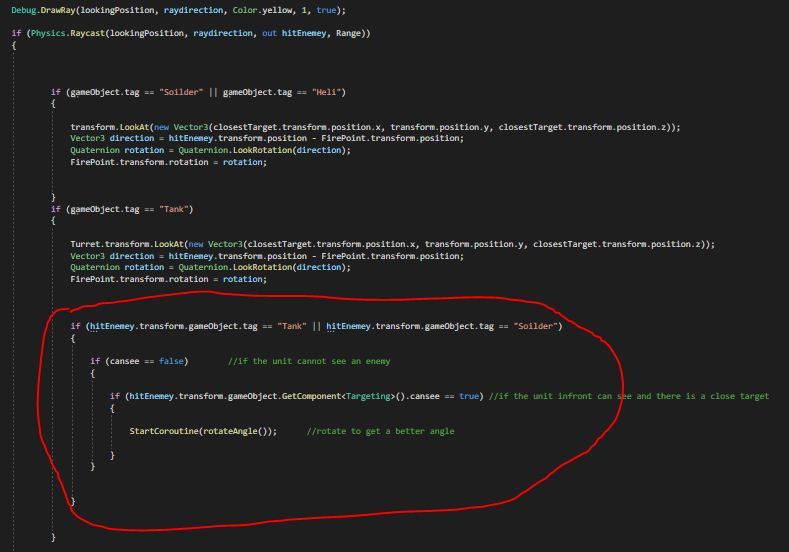 Debug.DrawRay(lookingPosition, raydirection, Color.yellow, 1, true);
if (Physics.Raycast(lookingPosition, raydirection, out hitEnemey, Range))
{
if (gameObject.tag == "Soilder" || gameObject.tag == "Heli")
{
transform.LookAt(new Vector3(closestTarget.transform.position.x, transform.position.y, closestTarget.transform.position.z));
Vector3 direction = hitEnemey.transform.position - FirePoint.transform.position;
Quaternion rotation = Quaternion.LookRotation(direction);
FirePoint.transform.rotation = rotation;
}
if (gameObject.tag == "Tank")
{
Turret.transform.LookAt(new Vector3(closestTarget.transform.position.x, transform.position.y, closestTarget.transform.position.z));
Vector3 direction = hitEnemey.transform.position - FirePoint.transform.position;
Quaternion rotation = Quaternion.LookRotation(direction);
FirePoint.transform.rotation = rotation;
if (hitEnemey.transform.gameObject.tag == "Tank" || hitEnemey.transform.gameObject.tag == "Soilder")
{
if (cansee == false) //if the unit cannot see an enemy
{
if (hitEnemey.transform.gameObject.GetComponent<Targeting>().cansee == true) //if the unit infront can see and there is a close target
{
StartCoroutine(rotateAngle()); //rotate to get a better angle
}
}
}
}